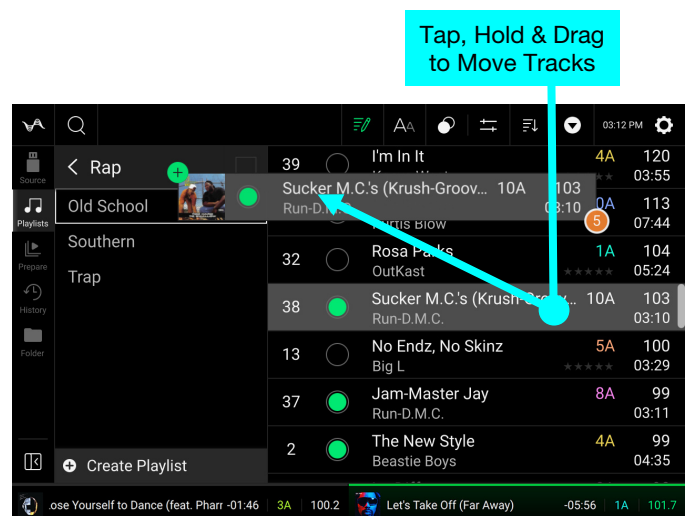 Tap, Hold & Drag
to Move Tracks
AA
03:12 PM
Source
Playlists
Prepare
History
Folder
Rap
Old School
Southern
Trap
Create Playlist
39 I'm In It 4A 120
03:55
Sucker M.C.'s (Krush-Groov... 10A 103
Run-D.M.C. 03:10
5
0A 113
Kurtis Blow 07:44
32 Rosa Parks 1A 104
OutKast 05:24
38 Sucker M.C.'s (Krush-Groov... 10A 103
Run-D.M.C. 03:10
13 No Endz, No Skinz 5A 100
Big L 03:29
37 Jam-Master Jay 8A 99
Run-D.M.C. 03:11
2 The New Style 4A 99
Beastie Boys 04:35
.ose Yourself to Dance (feat. Pharr -01:46 3A 100.2
Let's Take Off (Far Away) -05:56 1A 101.7